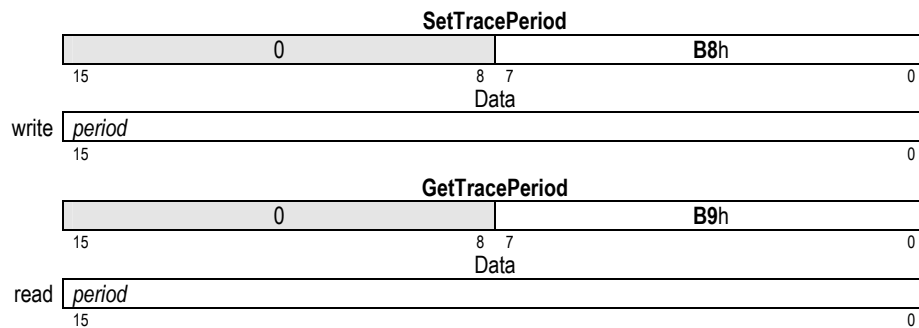 SetTracePeriod
0 B8h
15 8 7 0
Data
write period
15 0
GetTracePeriod
0 B9h
15 8 7 0
Data
read period
15 0